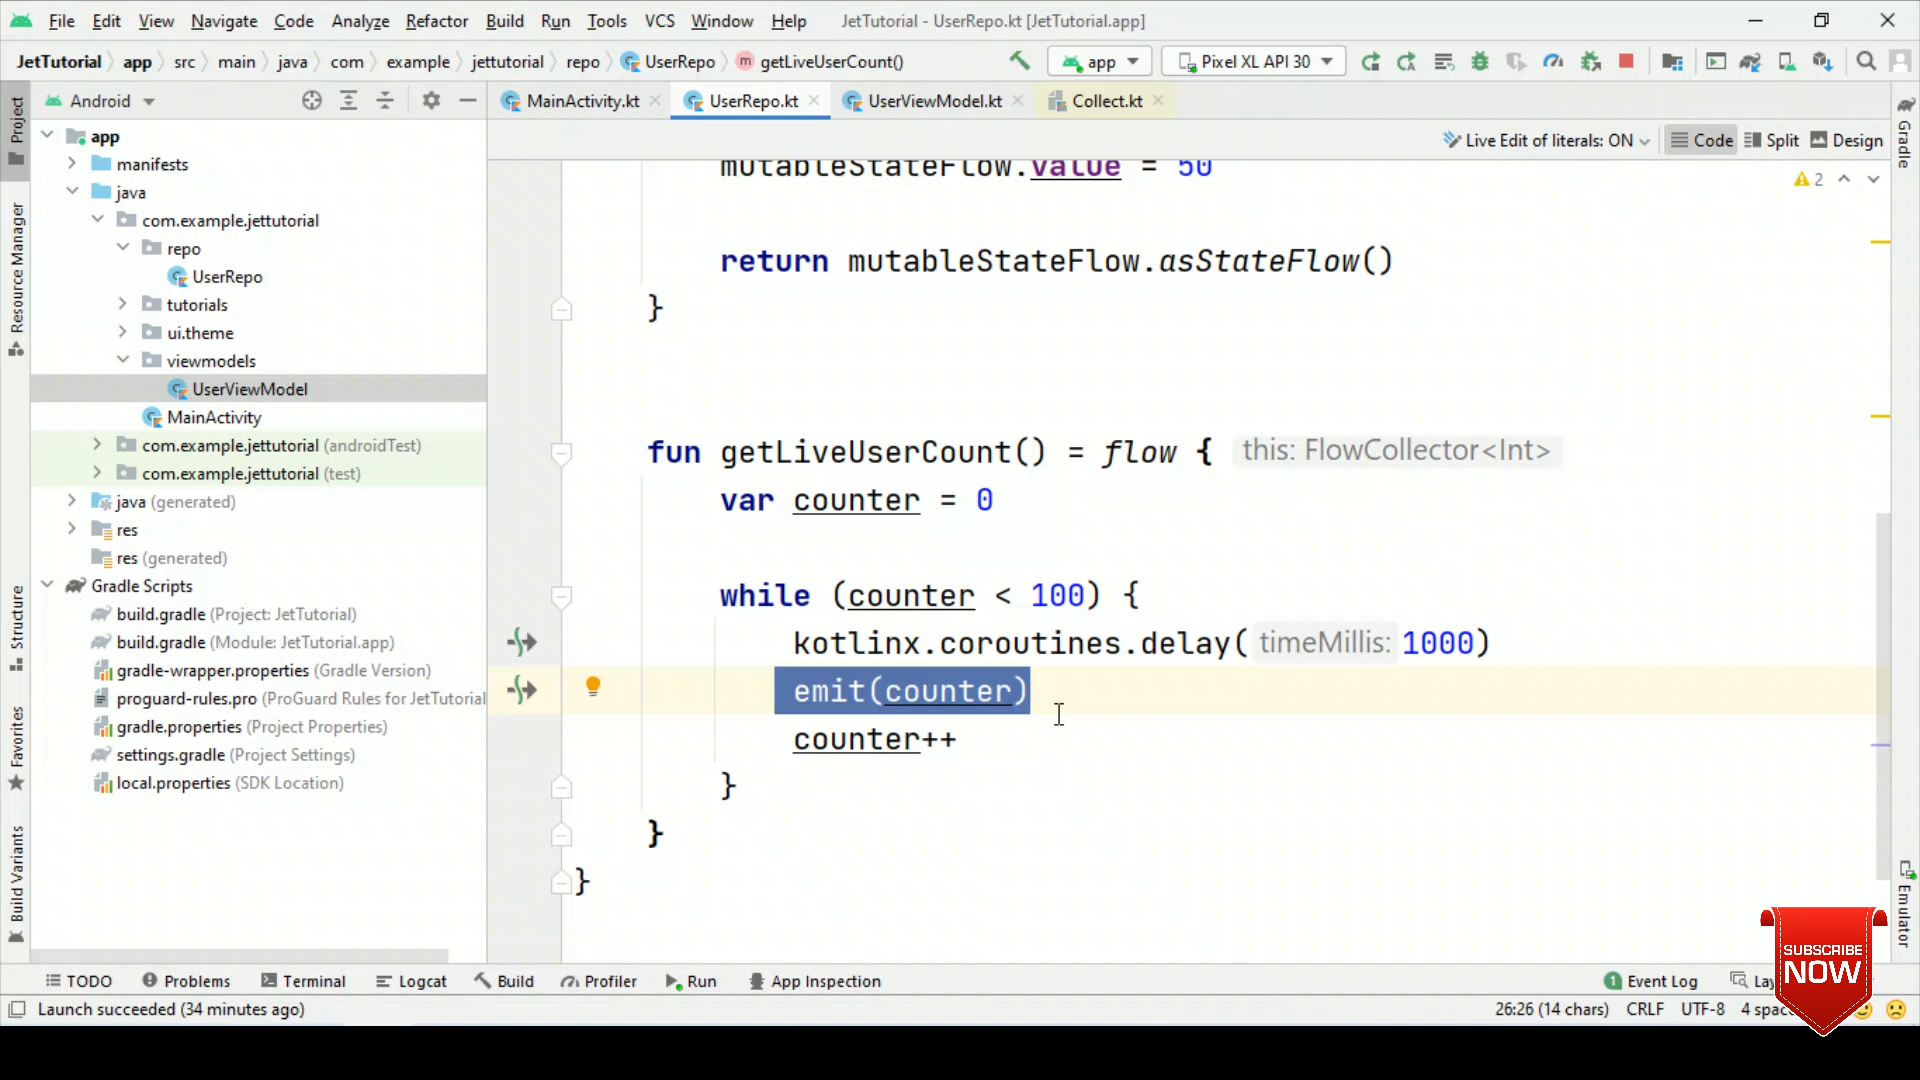 File Edit View Navigate Code Analyze Refactor Build Run Tools VCS Window Help JetTutorial - UserRepo.kt [JetTutorial.app]
JetTutorial app src main java com example jettutorial repo UserRepo getLiveUserCount() app Pixel XL API 30
Project
Resource Manager
Structure
Favorites
Build Variants
Android
app
manifests
java
com.example.jettutorial
repo
UserRepo
tutorials
ui.theme
viewmodels
UserViewModel
MainActivity
com.example.jettutorial (androidTest)
com.example.jettutorial (test)
java (generated)
res
res (generated)
Gradle Scripts
build.gradle (Project: JetTutorial)
build.gradle (Module: JetTutorial.app)
gradle-wrapper.properties (Gradle Version)
proguard-rules.pro (ProGuard Rules for JetTutorial
gradle.properties (Project Properties)
settings.gradle (Project Settings)
local.properties (SDK Location)
MainActivity.kt UserRepo.kt UserViewModel.kt Collect.kt
Live Edit of literals: ON Code Split Design
2
mutableStateFlow.value = 50
return mutableStateFlow.asStateFlow()
}
fun getLiveUserCount() = flow { this: FlowCollector<Int>
var counter = 0
while (counter < 100) {
kotlinx.coroutines.delay( timeMillis: 1000)
emit(counter)
counter++
}
}
}
Gradle
Emulator
SUBSCRIBE
NOW
TODO Problems Terminal Logcat Build Profiler Run App Inspection 1 Event Log Lay
Launch succeeded (34 minutes ago) 26:26 (14 chars) CRLF UTF-8 4 spac